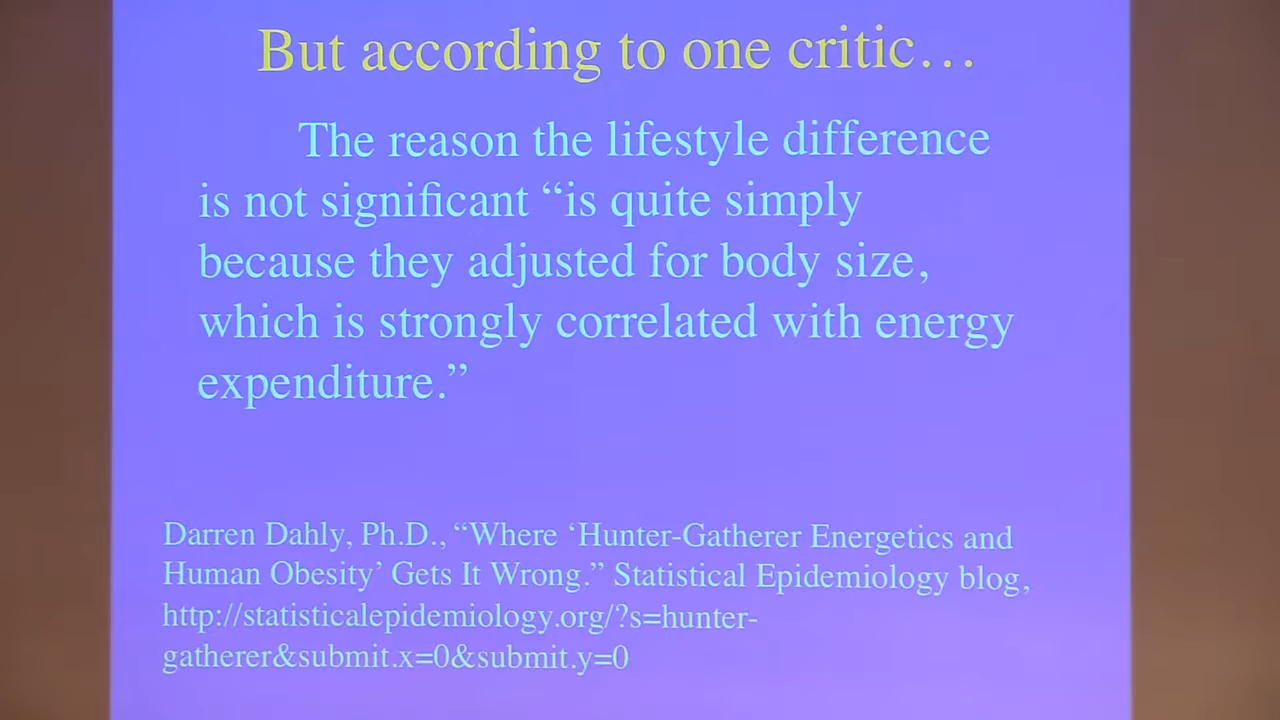 But according to one critic…
The reason the lifestyle difference
is not significant “is quite simply
because they adjusted for body size,
which is strongly correlated with energy
expenditure.”
Darren Dahly, Ph.D., “Where ‘Hunter-Gatherer Energetics and
Human Obesity’ Gets It Wrong.” Statistical Epidemiology blog,
http://statisticalepidemiology.org/?s=hunter-
gatherer&submit.x=0&submit.y=0